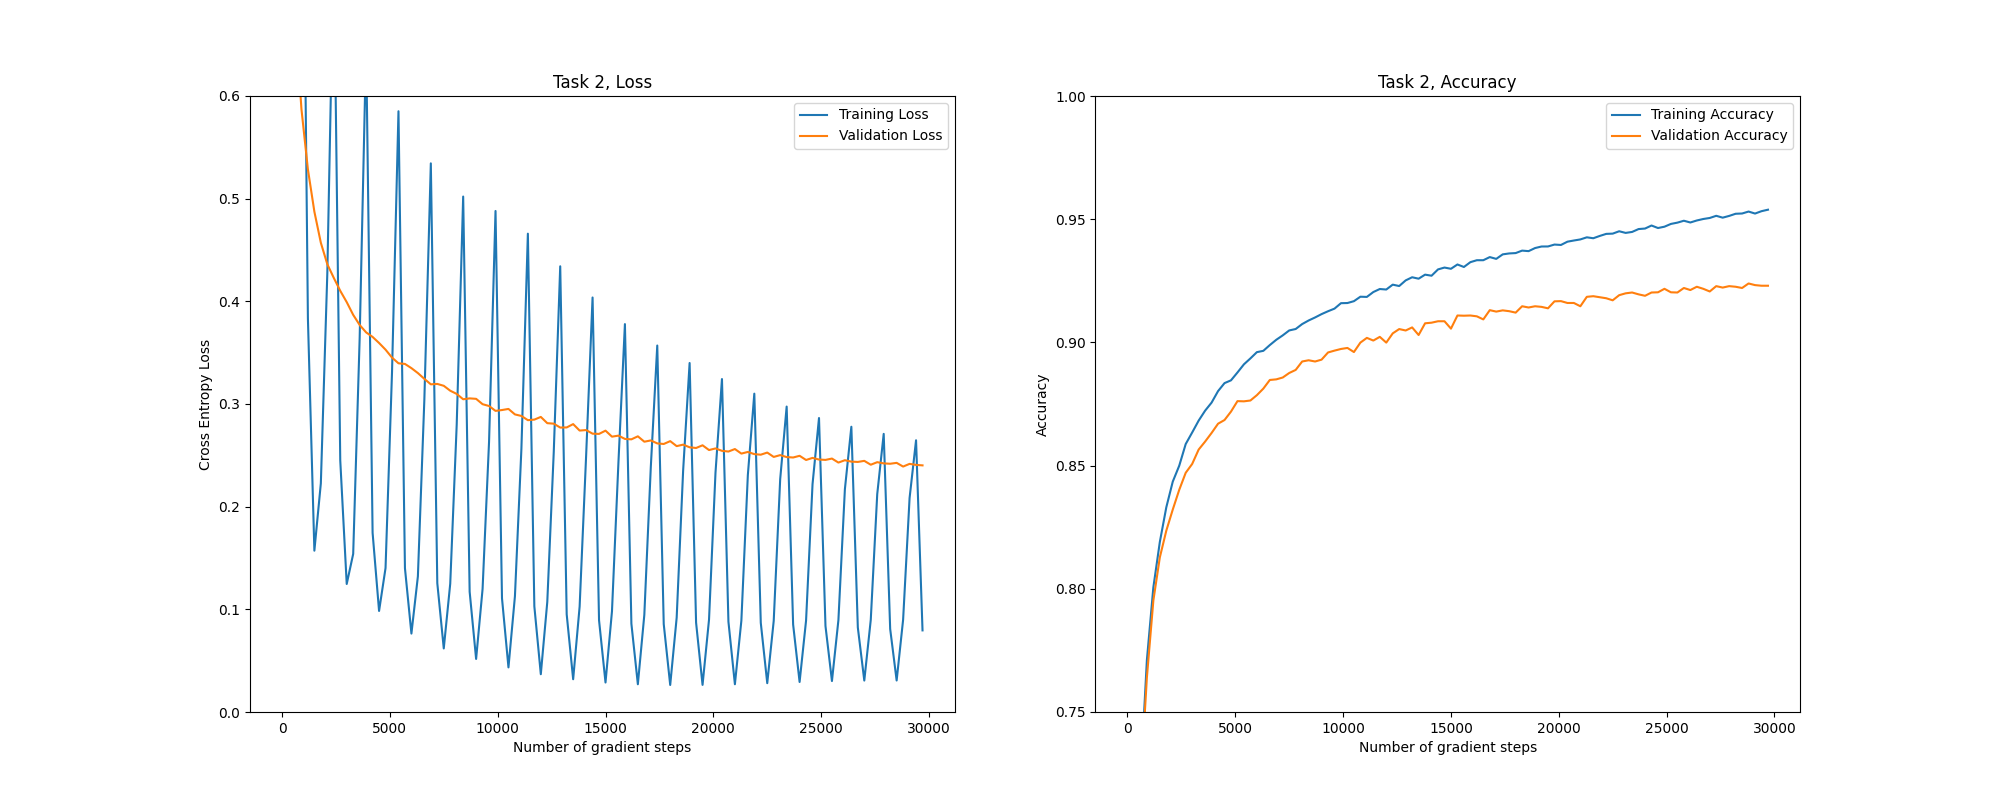 Task 2, Loss
Training Loss
Validation Loss
Cross Entropy Loss
0.6
0.5
0.4
0.3
0.2
0.1
0.0
0 5000 10000 15000 20000 25000 30000
Number of gradient steps
Task 2, Accuracy
Training Accuracy
Validation Accuracy
Accuracy
1.00
0.95
0.90
0.85
0.80
0.75
0 5000 10000 15000 20000 25000 30000
Number of gradient steps